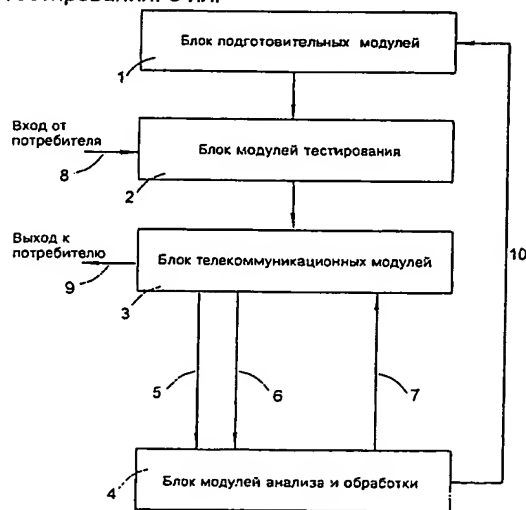 Блок подготовительных модулей
1
Вход от
потребителя
8
Блок модулей тестирования
2
Выход к
потребителю
9
Блок телекоммуникационных модулей
3
10
5
6
7
Блок модулей анализа и обработки
4